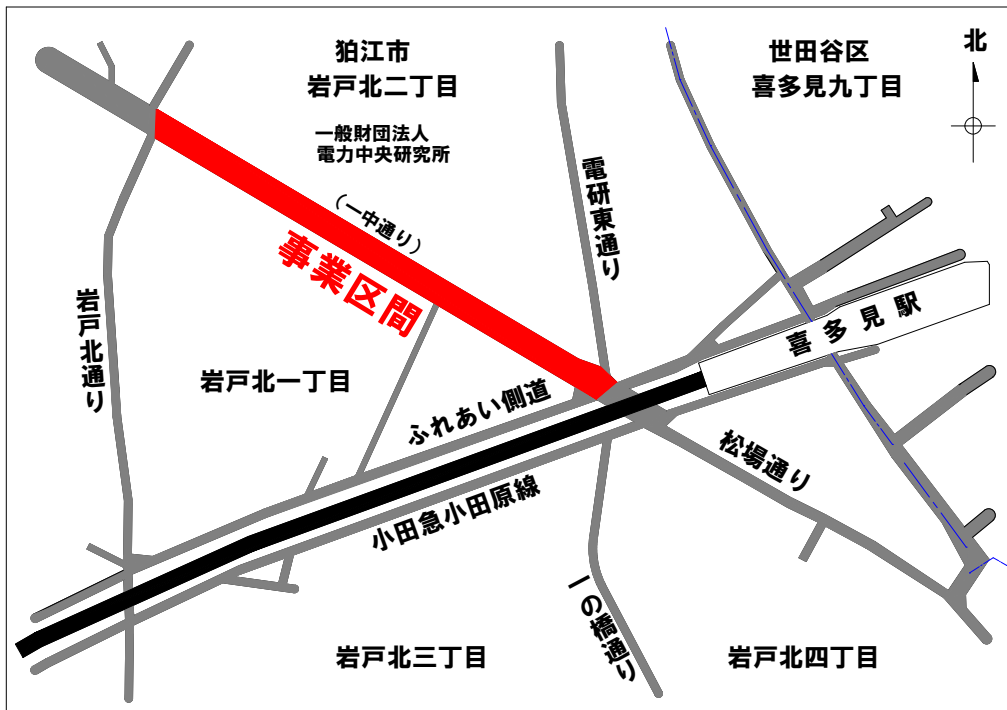 狛江市
岩戸北二丁目
世田谷区
喜多見九丁目
北
一般財団法人
電力中央研究所
(一中通り)
事業区間
電研東通り
岩戸北通り
喜多見駅
岩戸北一丁目
ふれあい側道
松場通り
小田急小田原線
一の橋通り
岩戸北三丁目
岩戸北四丁目